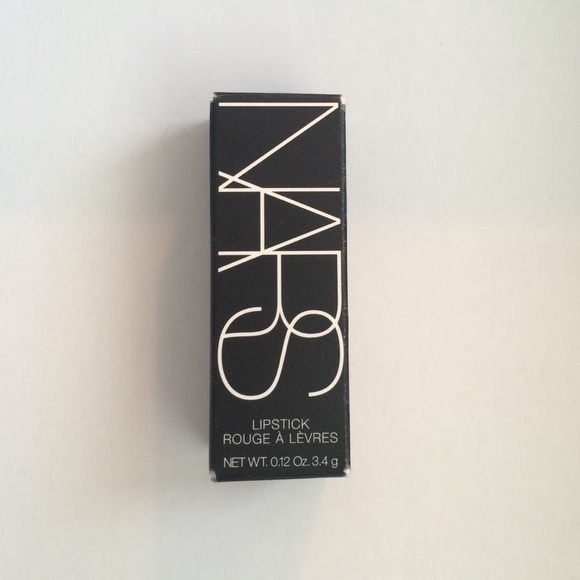 NARS
LIPSTICK
ROUGE À LÈVRES
NET WT. 0.12 Oz. 3.4 g